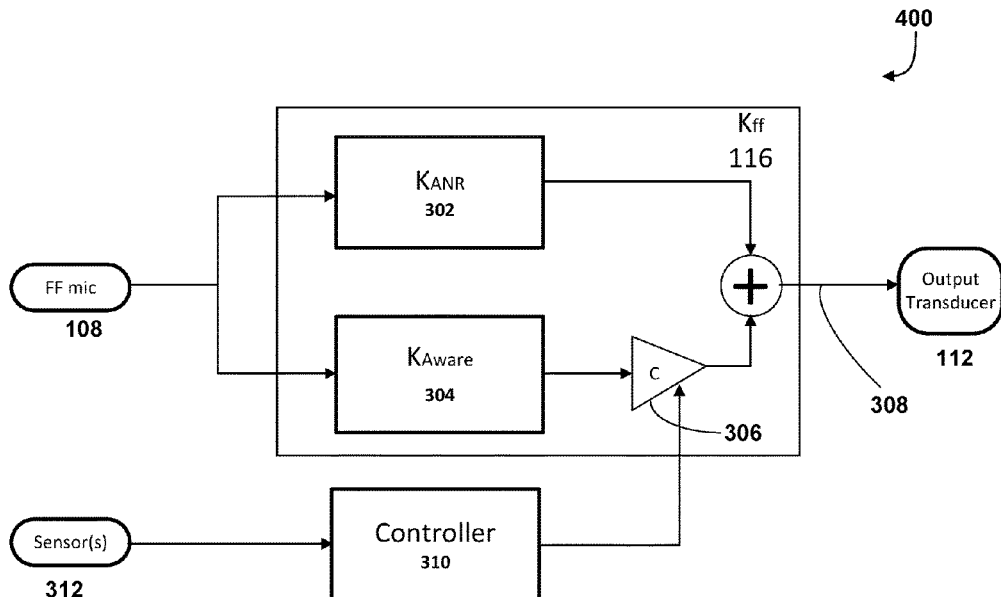 400
Kff
116
KANR
302
FF mic
108
+
Output
Transducer
112
KAware
304
C
306
308
Sensor(s)
312
Controller
310